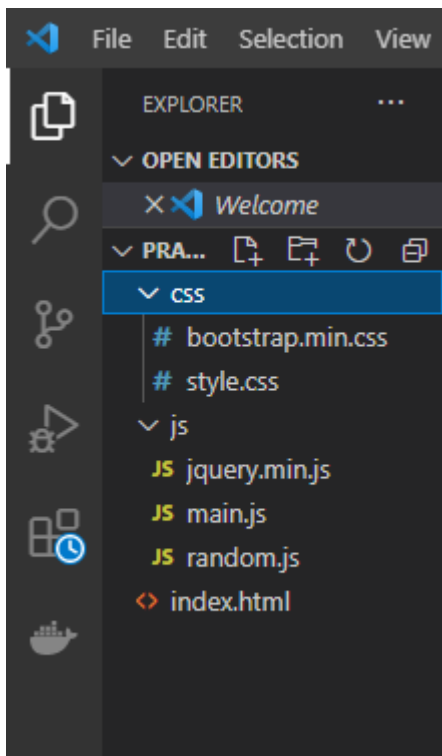 File Edit Selection View
EXPLORER ...
OPEN EDITORS
Welcome
PRA...
css
# bootstrap.min.css
# style.css
js
JS jquery.min.js
JS main.js
JS random.js
<> index.html